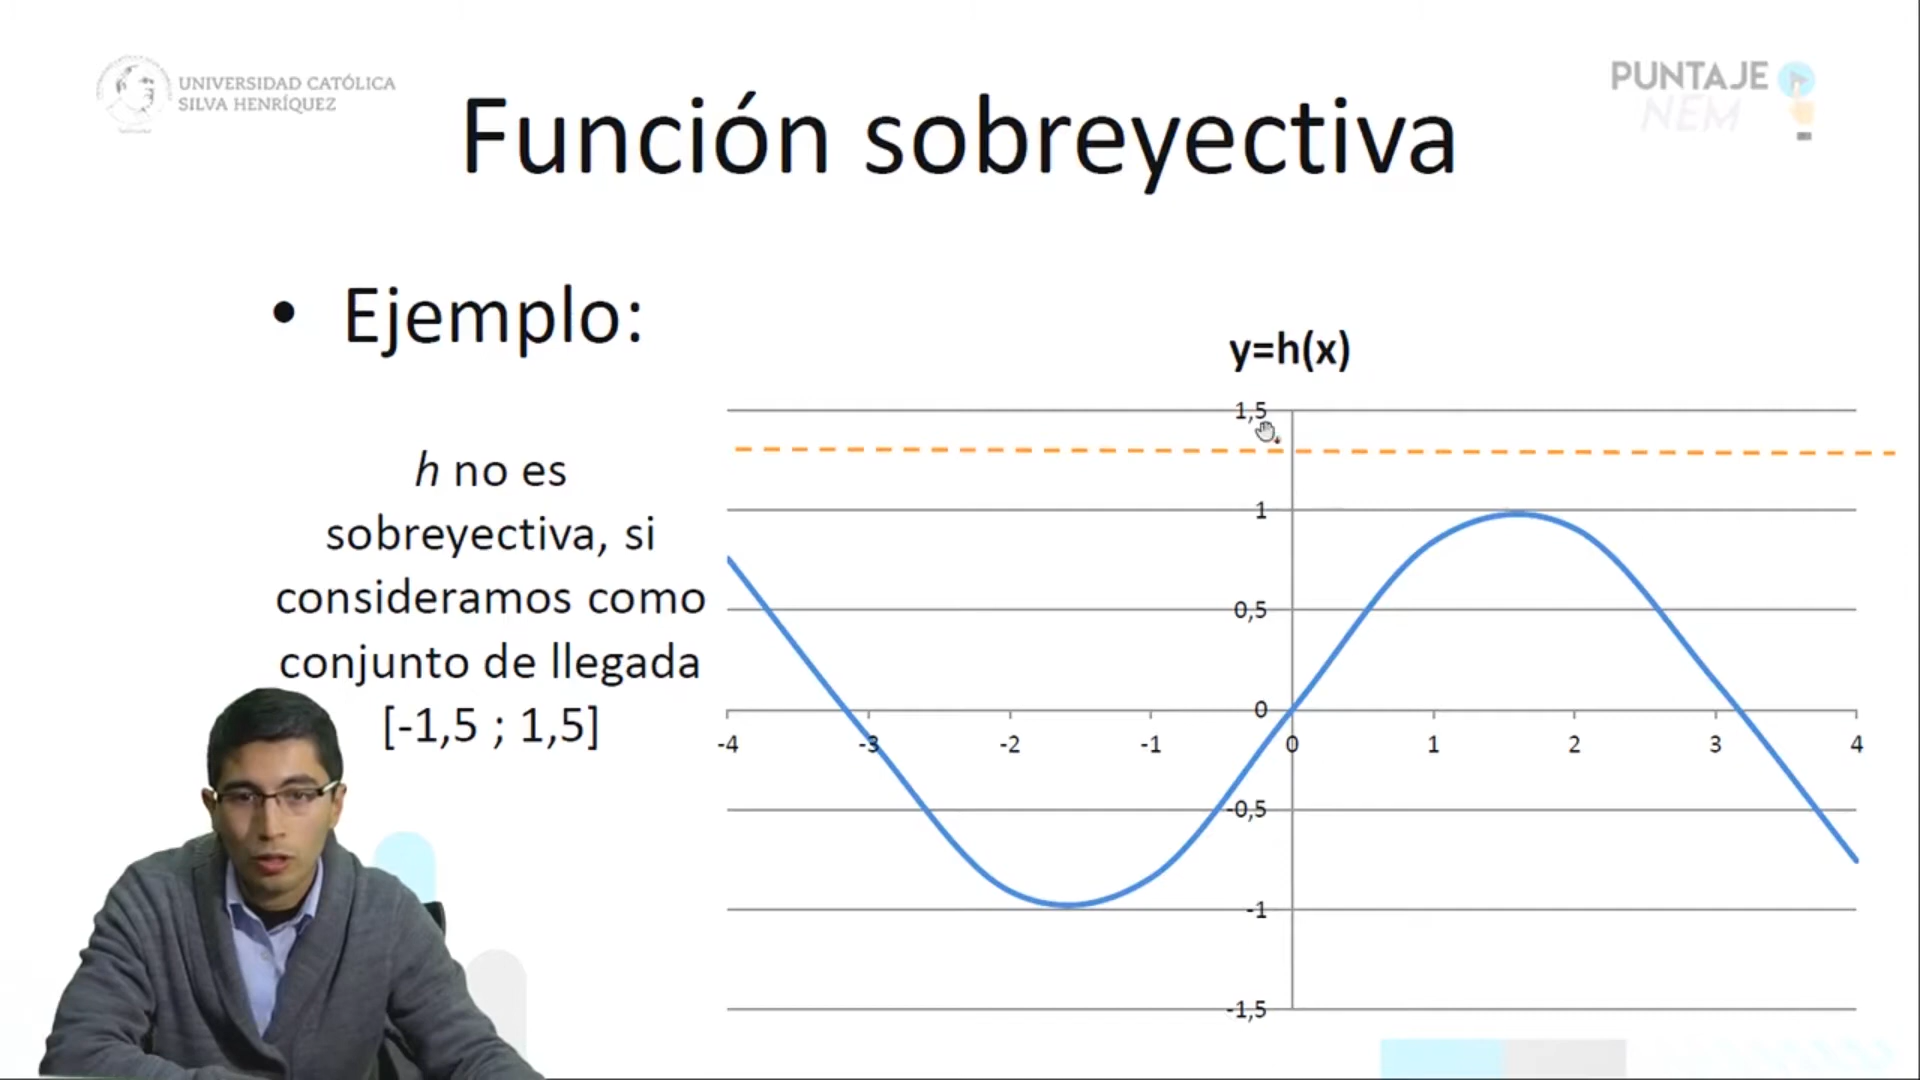 UNIVERSIDAD CATÓLICA
SILVA HENRÍQUEZ
PUNTAJE
NEM
Función sobreyectiva
• Ejemplo:
h no es
sobreyectiva, si
consideramos como
conjunto de llegada
[-1,5 ; 1,5]
y=h(x)
1,5
1
0,5
0
-4 -3 -2 -1 0 1 2 3 4
-0,5
-1
-1,5